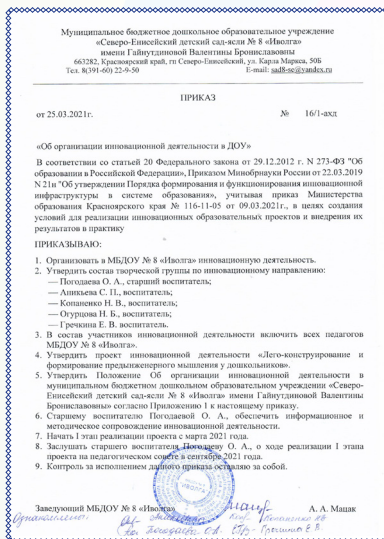 Муниципальное бюджетное дошкольное образовательное учреждение
«Северо-Енисейский детский сад-ясли № 8 «Иволга»
имени Гайнутдиновой Валентины Брониславовны»
663282, Красноярский край, гп Северо-Енисейский, ул. Карла Маркса, 50Б
Тел. 8(391-60) 22-9-50 E-mail: sad8-se@yandex.ru
ПРИКАЗ
от 25.03.2021г. № 16/1-ахд
«Об организации инновационной деятельности в ДОУ»
В соответствии со статьей 20 Федерального закона от 29.12.2012 г. N 273-ФЗ "Об
образовании в Российской Федерации», Приказом Минобрнауки России от 22.03.2019
N 21н "Об утверждении Порядка формирования и функционирования инновационной
инфраструктуры в системе образования», учитывая приказ Министерства
образования Красноярского края № 116-11-05 от 09.03.2021г., в целях создания
условий для реализации инновационных образовательных проектов и внедрения их
результатов в практику
ПРИКАЗЫВАЮ:
1. Организовать в МБДОУ № 8 «Иволга» инновационную деятельность.
2. Утвердить состав творческой группы по инновационному направлению:
— Погодаева О. А., старший воспитатель;
— Аникьева С. П., воспитатель;
— Копаненко Н. В., воспитатель;
— Огурцова Н. Б., воспитатель;
— Гречкина Е. В. воспитатель.
3. В состав участников инновационной деятельности включить всех педагогов
МБДОУ № 8 «Иволга».
4. Утвердить проект инновационной деятельности «Лего-конструирование и
формирование предынженерного мышления у дошкольников».
5. Утвердить Положение Об организации инновационной деятельности в
муниципальном бюджетном дошкольном образовательном учреждении «Северо-
Енисейский детский сад-ясли № 8 «Иволга» имени Гайнутдиновой Валентины
Брониславовны» согласно Приложению 1 к настоящему приказу.
6. Старшему воспитателю Погодаевой О. А., обеспечить информационное и
методическое сопровождение инновационной деятельности.
7. Начать I этап реализации проекта с марта 2021 года.
8. Заслушать старшего воспитателя Погодаеву О. А., о ходе реализации I этапа
проекта на педагогическом совете в сентябре 2021 года.
9. Контроль за исполнением данного приказа оставляю за собой.
ИВОЛГА
Заведующий МБДОУ № 8 «Иволга» А. А. Мацак
Ознакомлены: Копаненко НВ
Погодаева О.А.